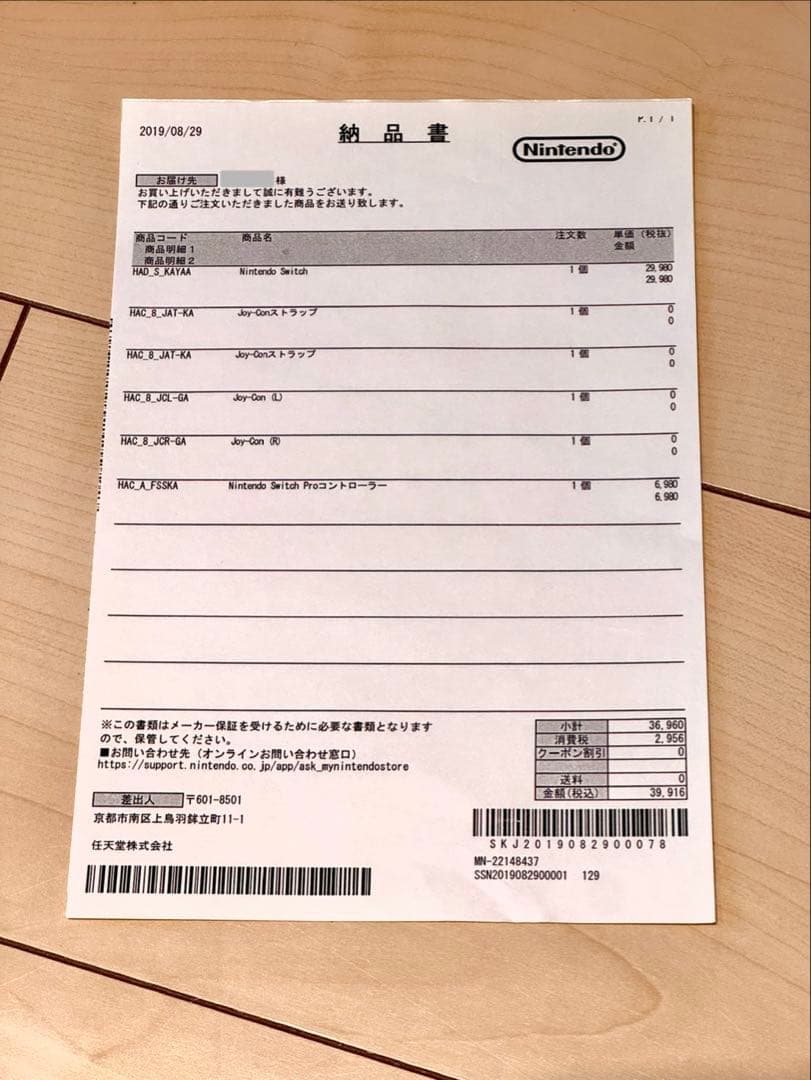 P.1 / 1
2019/08/29
納 品 書
Nintendo
お届け先 様
お買い上げいただきまして誠に有難うございます。
下記の通りご注文いただきました商品をお送り致します。
商品コード 商品名 注文数 単価（税抜）
商品明細１ 金額
商品明細２
HAD_S_KAYAA Nintendo Switch 1 個 29,980
29,980
HAC_8_JAT-KA Joy-Conストラップ 1 個 0
0
HAC_8_JAT-KA Joy-Conストラップ 1 個 0
0
HAC_8_JCL-GA Joy-Con (L) 1 個 0
0
HAC_8_JCR-GA Joy-Con (R) 1 個 0
0
HAC_A_FSSKA Nintendo Switch Proコントローラー 1 個 6,980
6,980
※この書類はメーカー保証を受けるために必要な書類となります
ので、保管してください。
■お問い合わせ先（オンラインお問い合わせ窓口）
https://support.nintendo.co.jp/app/ask_mynintendostore
小計 36,960
消費税 2,956
クーポン割引 0
送料 0
金額(税込) 39,916
差出人 〒601-8501
京都市南区上鳥羽鉾立町11-1
任天堂株式会社
SKJ2019082900078
MN-22148437
SSN2019082900001 129